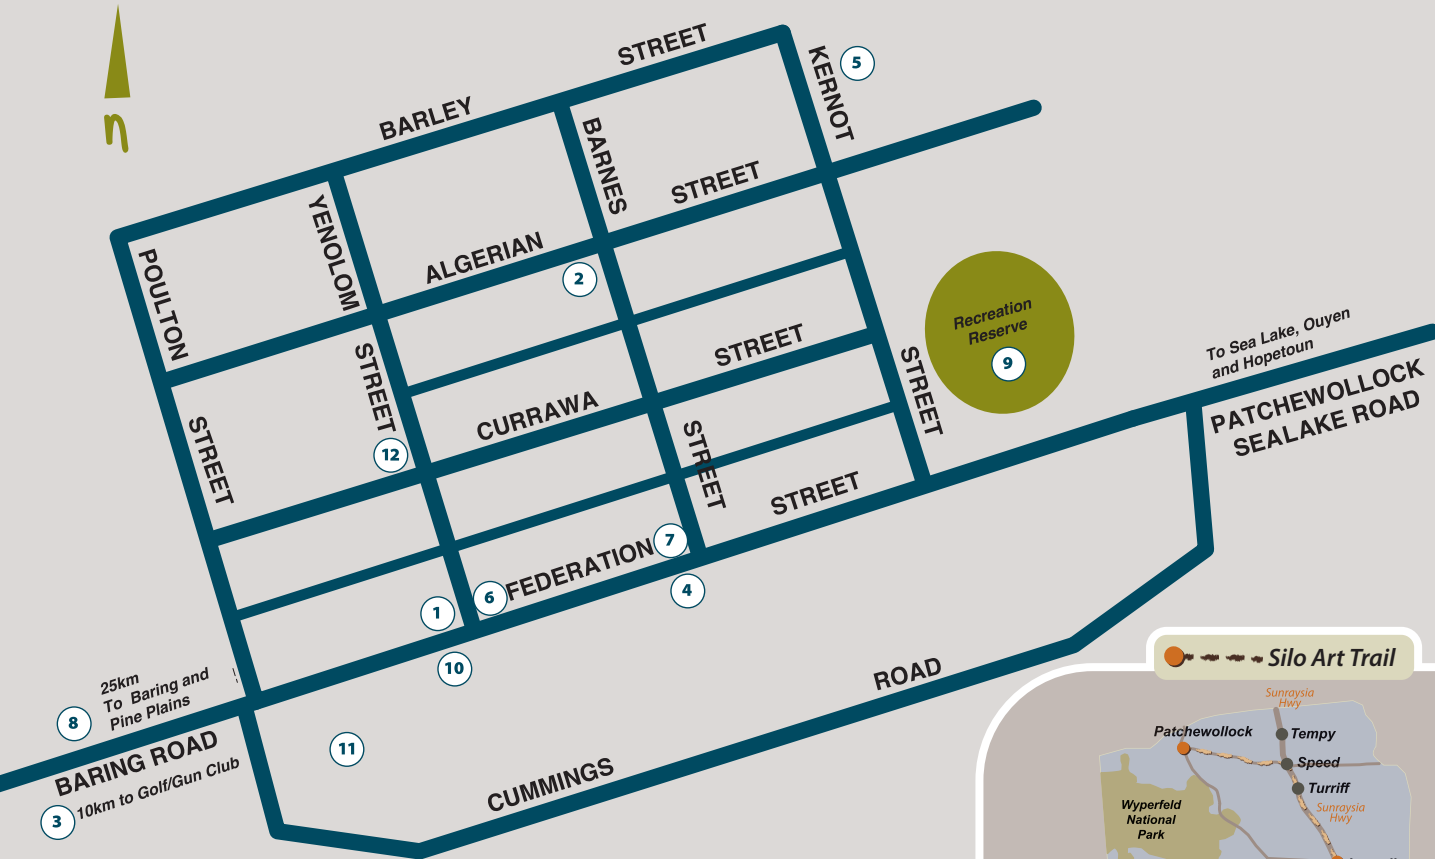 n
BARLEY STREET
KERNOT STREET
5
BARNES STREET
YENOLOM STREET
POULTON STREET
ALGERIAN STREET
2
Recreation
Reserve
9
CURRAWA STREET
12
To Sea Lake, Ouyen
and Hopetoun
PATCHEWOLLOCK
SEALAKE ROAD
FEDERATION STREET
7
4
6
1
10
25km
To Baring and
Pine Plains
8
BARING ROAD
10km to Golf/Gun Club
3
11
CUMMINGS ROAD
Silo Art Trail
Sunraysia
Hwy
Patchewollock
Tempy
Speed
Turriff
Sunraysia
Hwy
Wyperfeld
National
Park